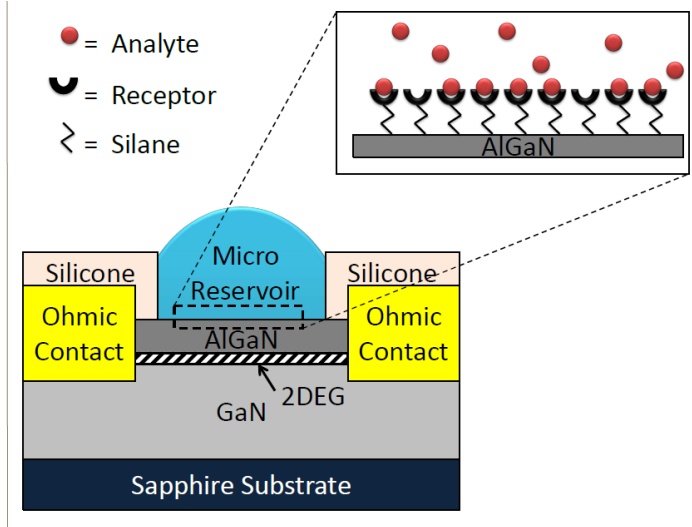 = Analyte
= Receptor
= Silane
AlGaN
Micro
Reservoir
Silicone
Silicone
Ohmic
Contact
Ohmic
Contact
AlGaN
2DEG
GaN
Sapphire Substrate